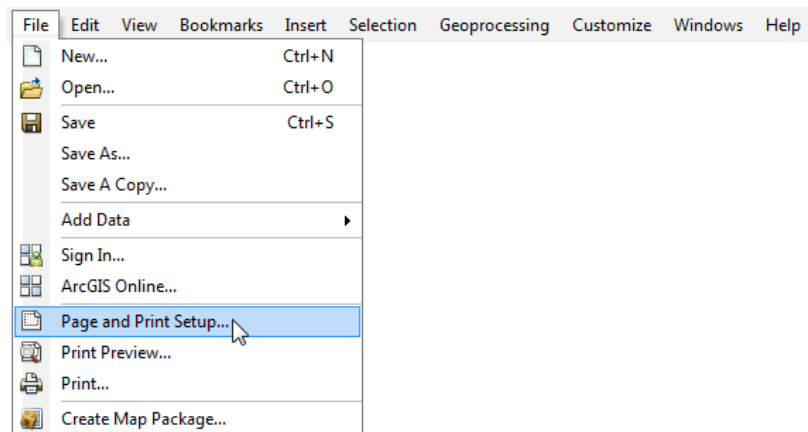 File Edit View Bookmarks Insert Selection Geoprocessing Customize Windows Help
New... Ctrl+N
Open... Ctrl+O
Save Ctrl+S
Save As...
Save A Copy...
Add Data
Sign In...
ArcGIS Online...
Page and Print Setup...
Print Preview...
Print...
Create Map Package...